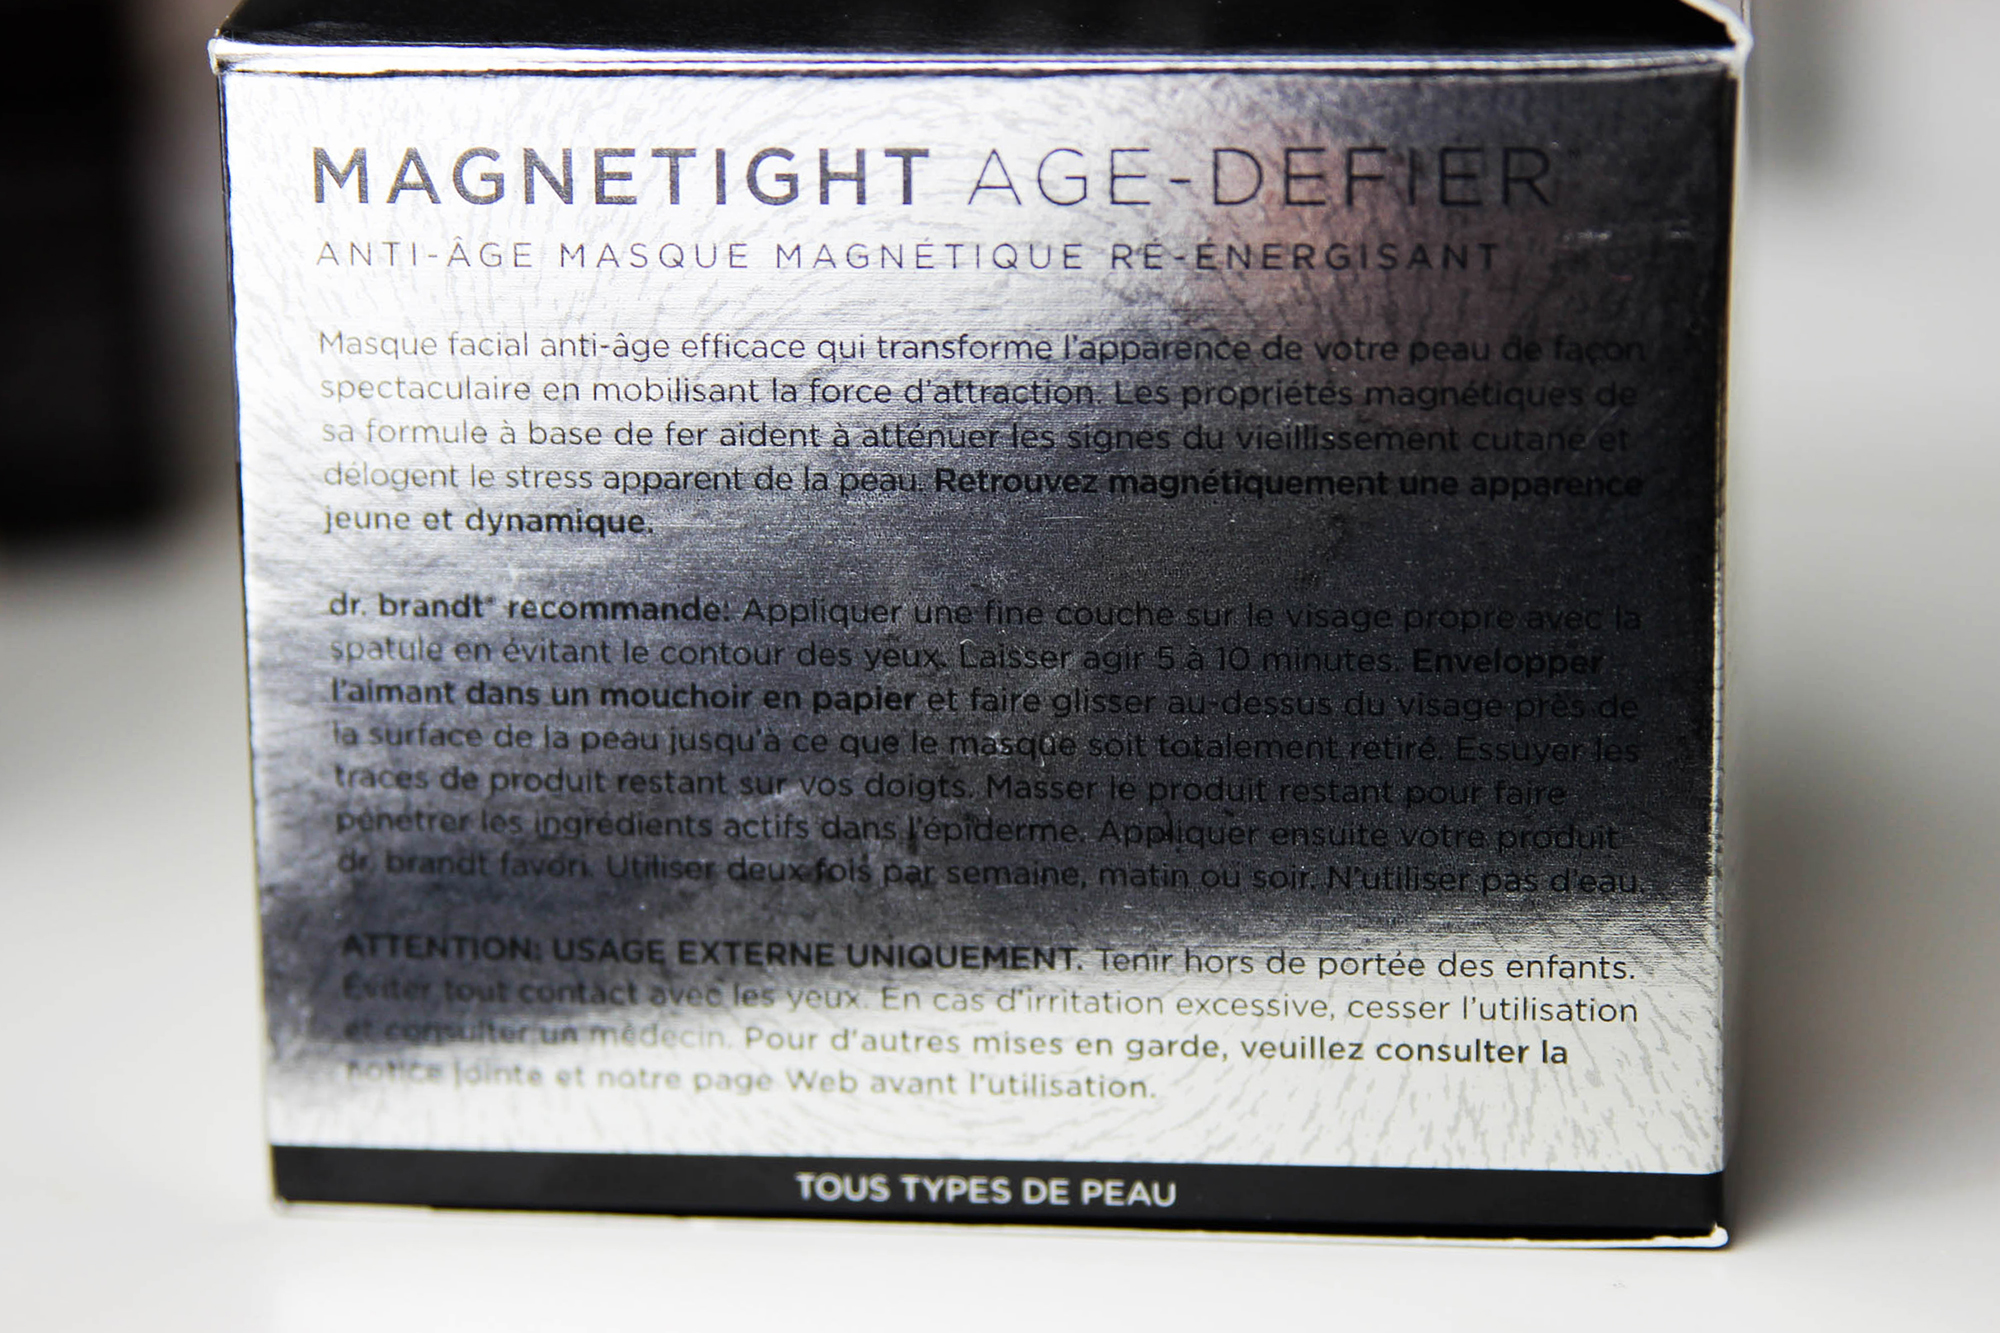 MAGNETIGHT AGE-DEFIER™
ANTI-ÂGE MASQUE MAGNÉTIQUE RÉ-ÉNERGISANT
Masque facial anti-âge efficace qui transforme l'apparence de votre peau de façon
spectaculaire en mobilisant la force d'attraction. Les propriétés magnétiques de
sa formule à base de fer aident à atténuer les signes du vieillissement cutané et
délogent le stress apparent de la peau. Retrouvez magnétiquement une apparence
jeune et dynamique.
dr. brandt® recommande: Appliquer une fine couche sur le visage propre avec la
spatule en évitant le contour des yeux. Laisser agir 5 à 10 minutes. Envelopper
l'aimant dans un mouchoir en papier et faire glisser au-dessus du visage près de
la surface de la peau jusqu'à ce que le masque soit totalement retiré. Essuyer les
traces de produit restant sur vos doigts. Masser le produit restant pour faire
pénétrer les ingrédients actifs dans l'épiderme. Appliquer ensuite votre produit
dr. brandt favori. Utiliser deux fois par semaine, matin ou soir. N'utiliser pas d'eau.
ATTENTION: USAGE EXTERNE UNIQUEMENT. Tenir hors de portée des enfants.
Éviter tout contact avec les yeux. En cas d'irritation excessive, cesser l'utilisation
et consulter un médecin. Pour d'autres mises en garde, veuillez consulter la
notice jointe et notre page Web avant l'utilisation.
TOUS TYPES DE PEAU